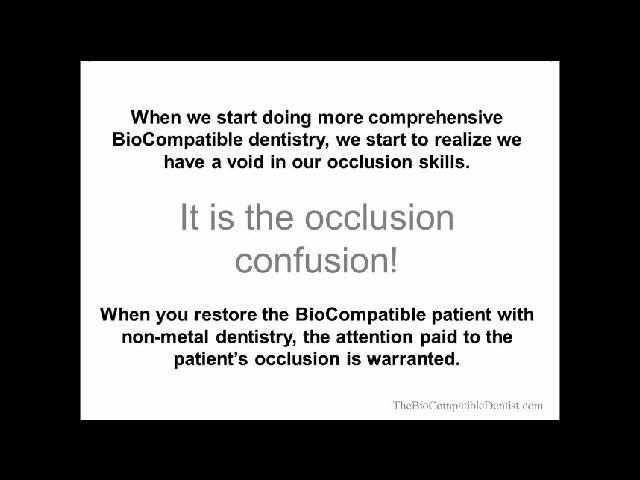 When we start doing more comprehensive
BioCompatible dentistry, we start to realize we
have a void in our occlusion skills.
It is the occlusion
confusion!
When you restore the BioCompatible patient with
non-metal dentistry, the attention paid to the
patient's occlusion is warranted.
TheBioCompatibleDentist.com